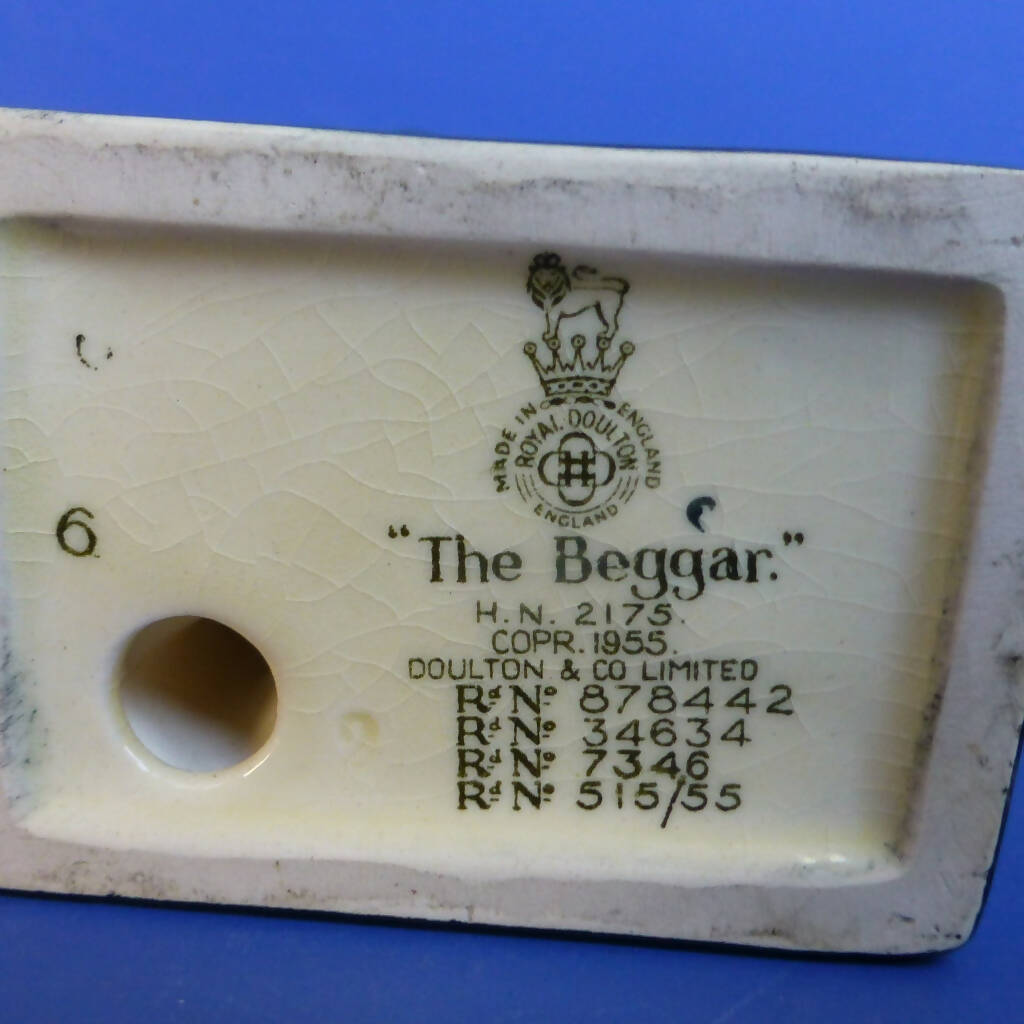 MADE IN ENGLAND
ROYAL DOULTON
ENGLAND
6
"The Beggar."
H.N. 2175.
COPR. 1955.
DOULTON & CO LIMITED
Rd. No. 878442
Rd. No. 34634
Rd. No. 7346
Rd. No. 515/55